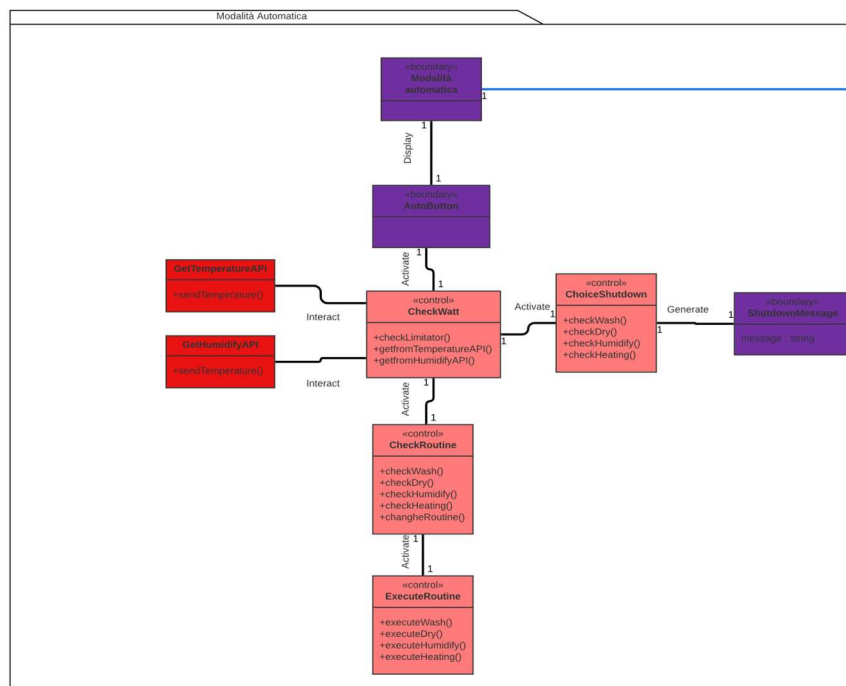 Modalità Automatica
«boundary»
Modalità
automatica
1
1
Display
1
«boundary»
AutoButton
1
Activate
1
GetTemperatureAPI
+sendTemperature()
Interact
GetHumidifyAPI
+sendTemperature()
Interact
«control»
CheckWatt
+checkLimitator()
+getfromTemperatureAPI()
+getfromHumidifyAPI()
1
Activate
1
«control»
ChoiceShutdown
+checkWash()
+checkDry()
+checkHumidify()
+checkHeating()
1
Generate
1
«boundary»
ShutdownMessage
message : string
1
Activate
1
«control»
CheckRoutine
+checkWash()
+checkDry()
+checkHumidify()
+checkHeating()
+changheRoutine()
1
Activate
1
«control»
ExecuteRoutine
+executeWash()
+executeDry()
+executeHumidify()
+executeHeating()